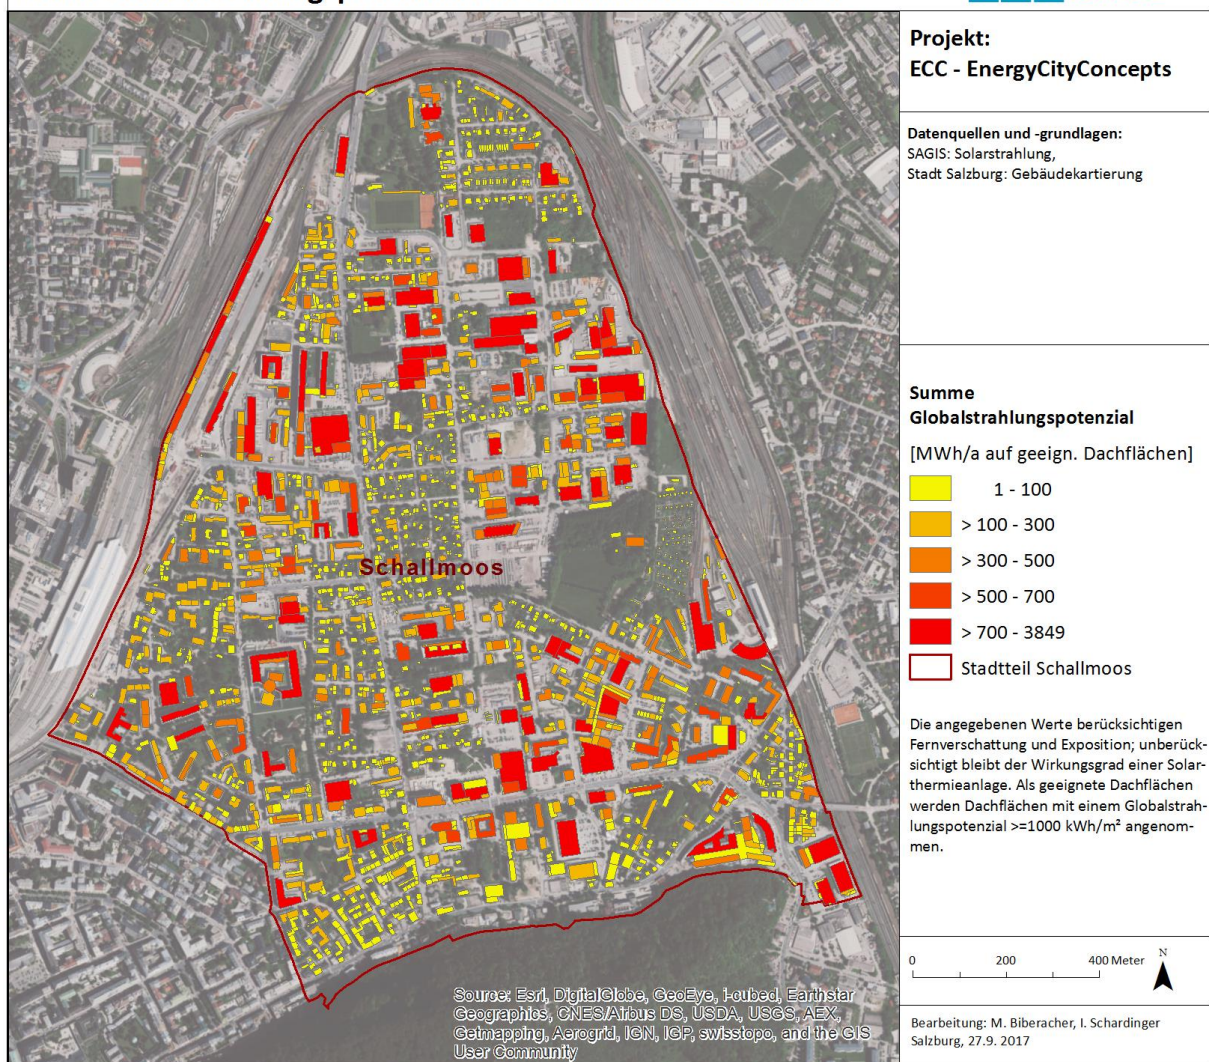 Projekt:
ECC - EnergyCityConcepts
Datenquellen und -grundlagen:
SAGIS: Solarstrahlung,
Stadt Salzburg: Gebäudekartierung
Summe
Globalstrahlungspotenzial
[MWh/a auf geeign. Dachflächen]
1 - 100
> 100 - 300
> 300 - 500
> 500 - 700
> 700 - 3849
Stadtteil Schallmoos
Schallmoos
Die angegebenen Werte berücksichtigen
Fernverschattung und Exposition; unberück-
sichtigt bleibt der Wirkungsgrad einer Solar-
thermieanlage. Als geeignete Dachflächen
werden Dachflächen mit einem Globalstrah-
lungspotenzial >=1000 kWh/m² angenom-
men.
0 200 400 Meter
N
Source: Esri, DigitalGlobe, GeoEye, i-cubed, Earthstar
Geographics, CNES/Airbus DS, USDA, USGS, AEX,
Getmapping, Aerogrid, IGN, IGP, swisstopo, and the GIS
User Community
Bearbeitung: M. Biberacher, I. Schardinger
Salzburg, 27.9. 2017